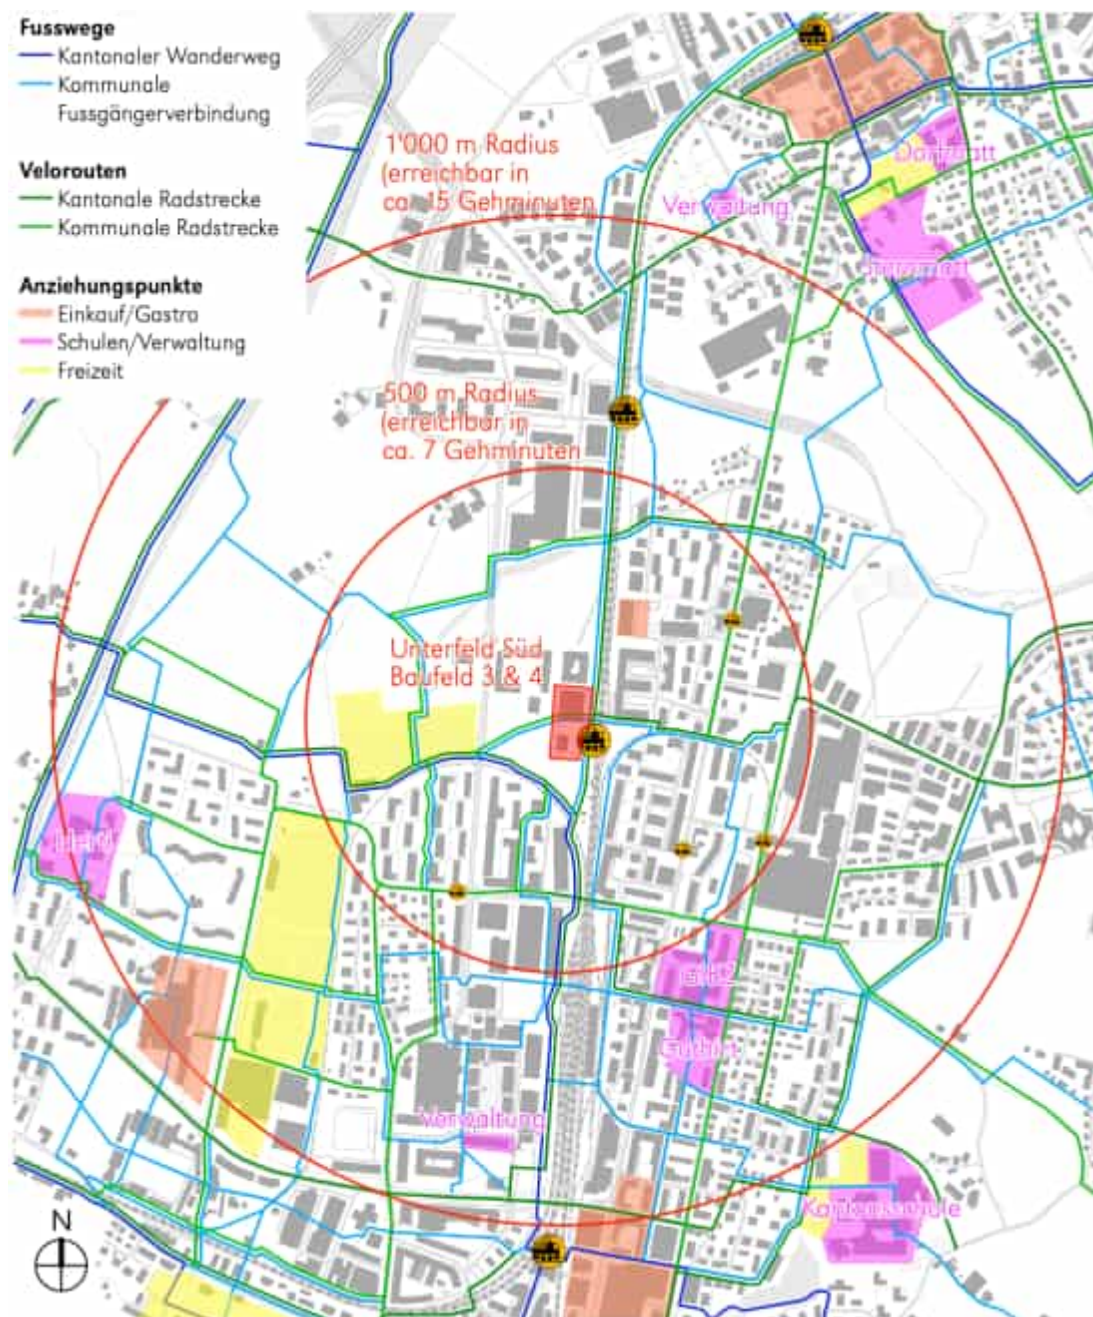 Fusswege
Kantonaler Wanderweg
Kommunale
Fussgängerverbindung
Velorouten
Kantonale Radstrecke
Kommunale Radstrecke
Anziehungspunkte
Einkauf/Gastro
Schulen/Verwaltung
Freizeit
1'000 m Radius
(erreichbar in
ca. 15 Gehminuten
Verwaltung
500 m Radius
(erreichbar in
ca. 7 Gehminuten
Unterfeld Süd
Baufeld 3 & 4
Guthirt
Verwaltung
Kantonsschule
N